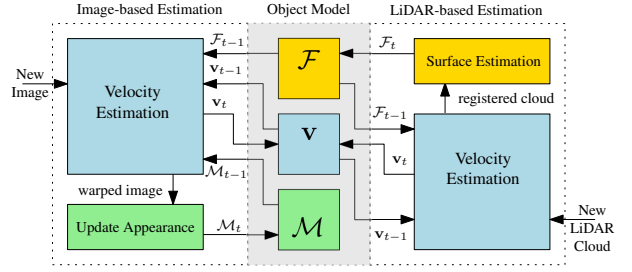 Image-based Estimation
Object Model
LiDAR-based Estimation
New
Image
Velocity
Estimation
warped image
Update Appearance
𝓕ₜ₋₁
𝐯ₜ₋₁
𝐯ₜ
𝓜ₜ₋₁
𝓜ₜ
𝓕
𝐯
𝓜
𝓕ₜ
𝓕ₜ₋₁
𝐯ₜ
𝐯ₜ₋₁
Surface Estimation
registered cloud
Velocity
Estimation
New
LiDAR
Cloud